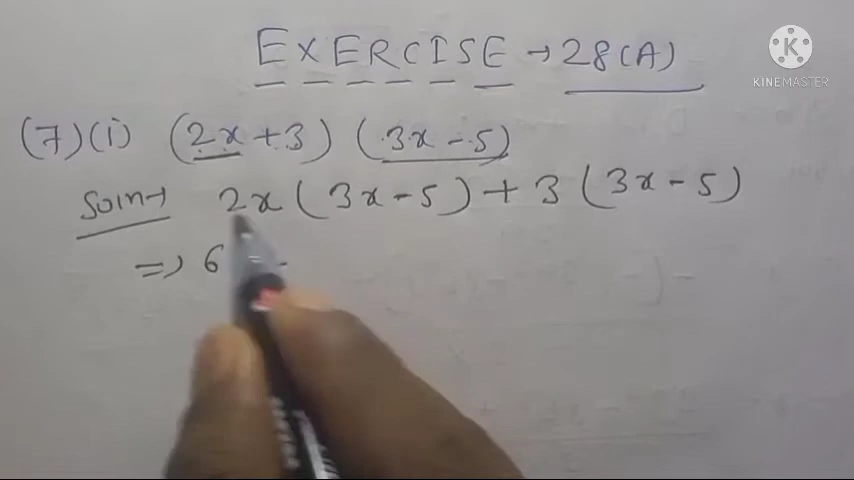 EXERCISE → 28(A)
K
KINEMASTER
(7)(i) (2x+3) (3x-5)
Soln→ 2x(3x-5)+3(3x-5)
=> 6